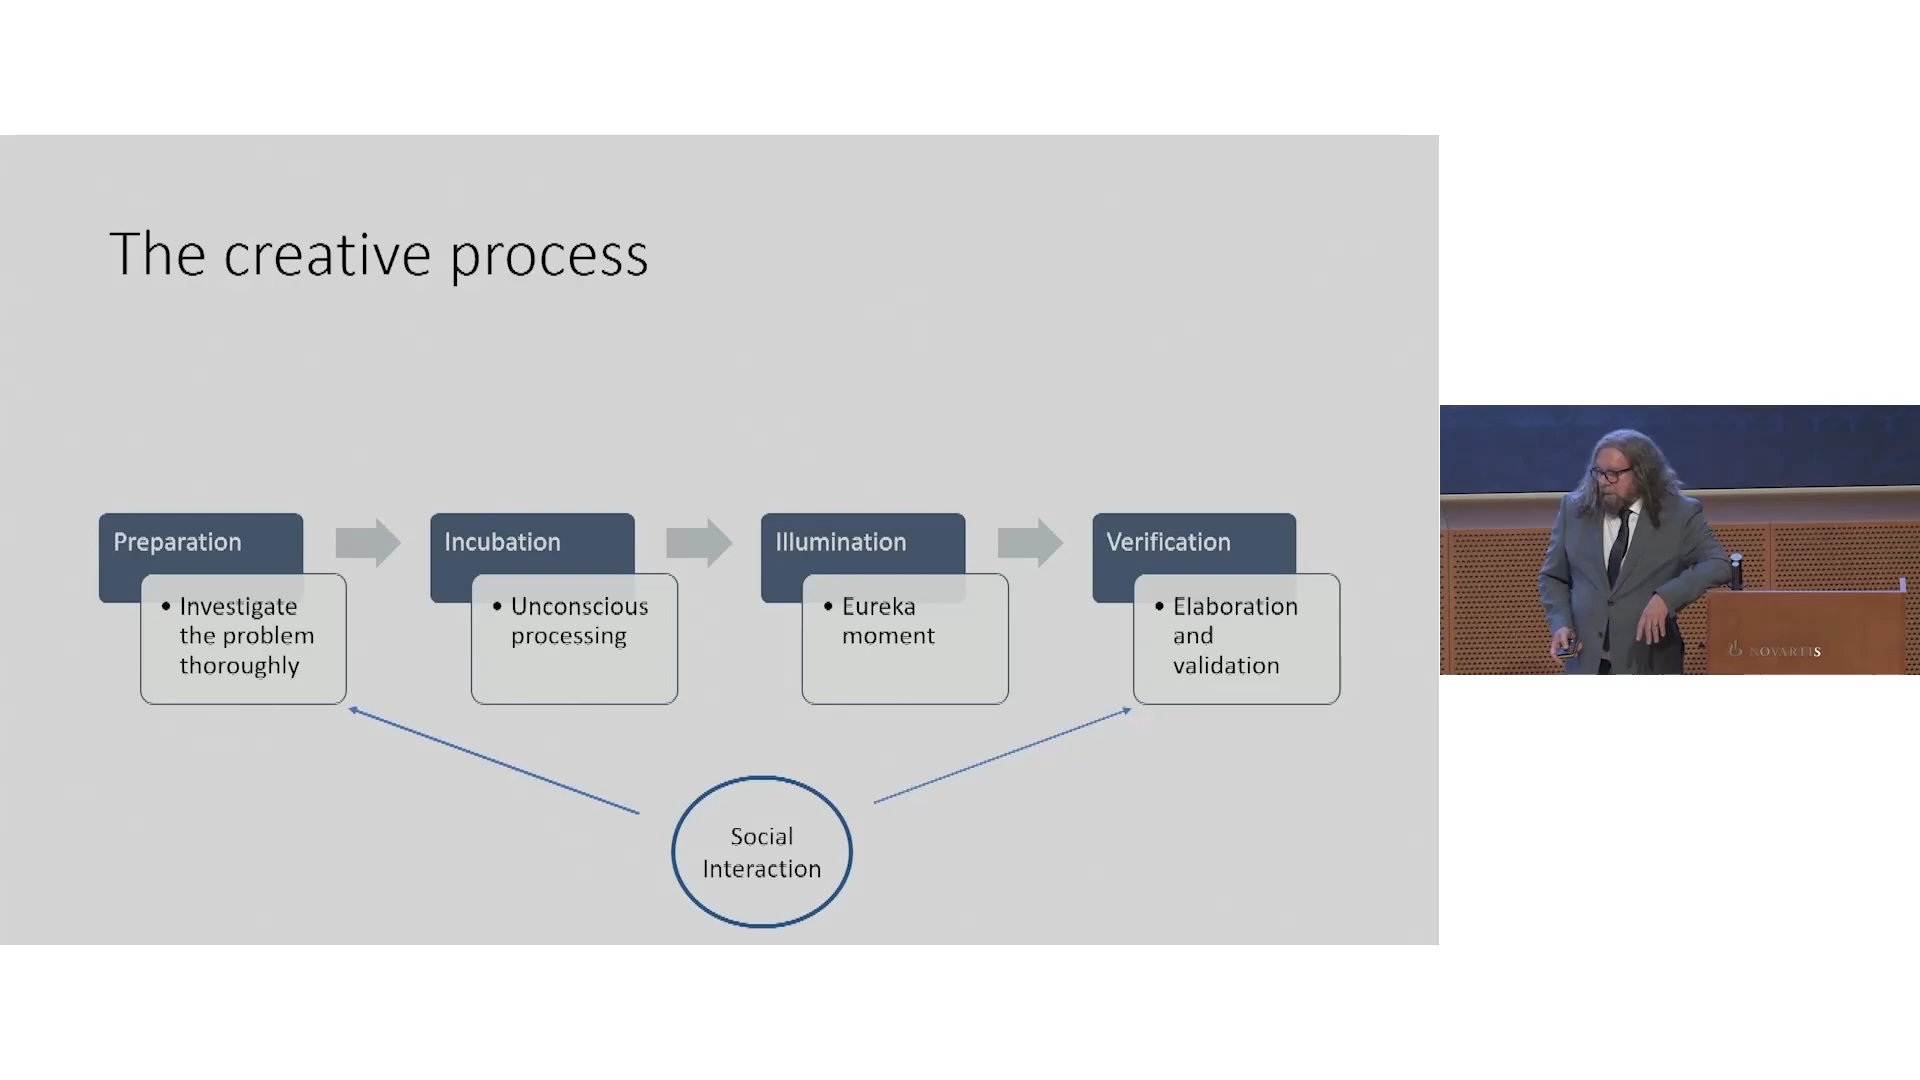 The creative process
Preparation
• Investigate
the problem
thoroughly
Incubation
• Unconscious
processing
Illumination
• Eureka
moment
Verification
• Elaboration
and
validation
Social
Interaction
NOVARTIS